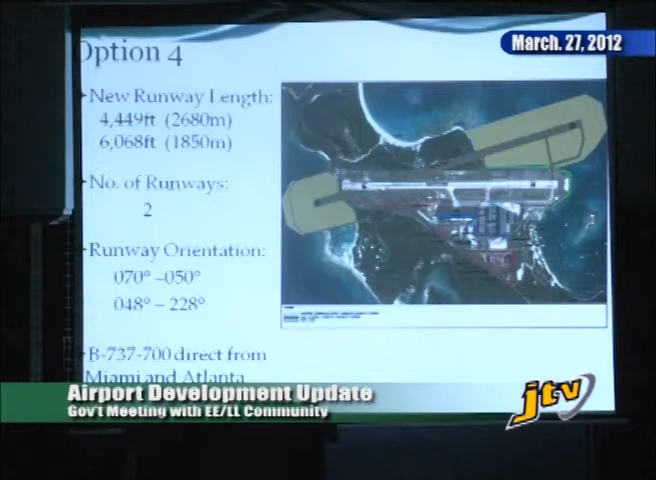 Option 4
March. 27, 2012
New Runway Length:
4,449ft (2680m)
6,068ft (1850m)
No. of Runways:
2
Runway Orientation:
070° –050°
048° – 228°
B-737-700 direct from
Miami and Atlanta
Airport Development Update
Gov't Meeting with EE/LL Community
jtv